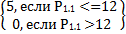 {5, если P₁.₁ <=12
0, если P₁.₁ >12